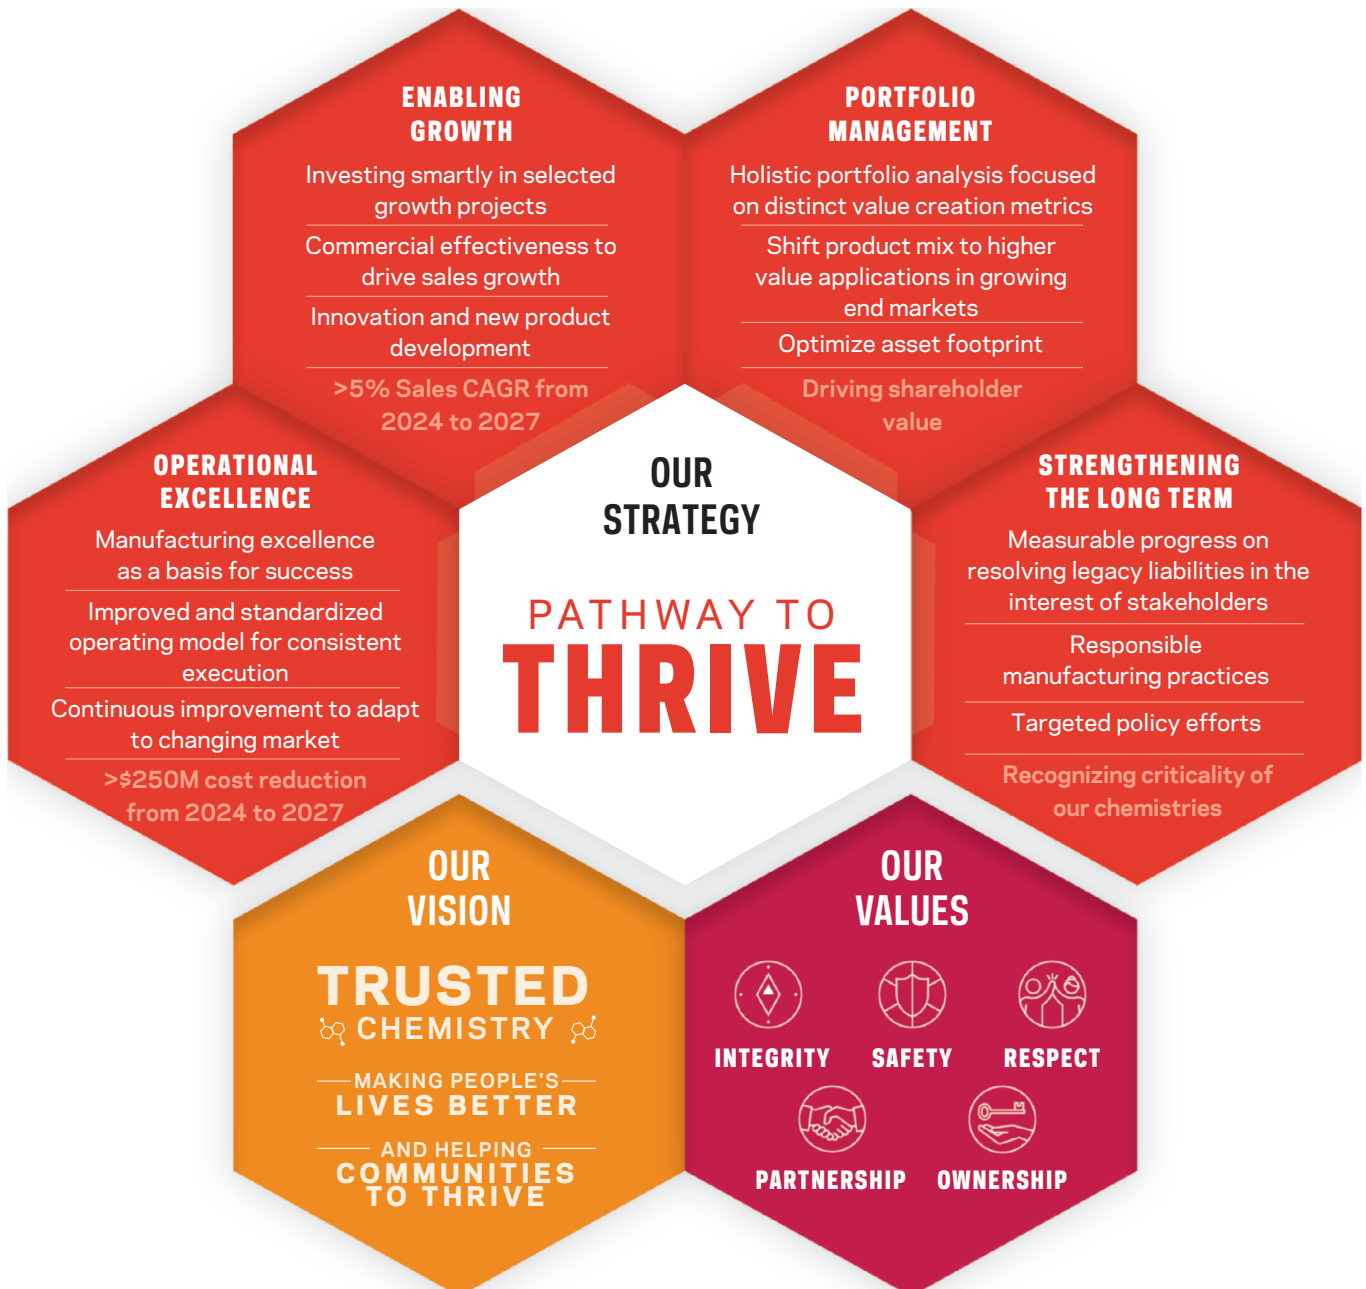 ENABLING
GROWTH
Investing smartly in selected
growth projects
Commercial effectiveness to
drive sales growth
Innovation and new product
development
>5% Sales CAGR from
2024 to 2027
PORTFOLIO
MANAGEMENT
Holistic portfolio analysis focused
on distinct value creation metrics
Shift product mix to higher
value applications in growing
end markets
Optimize asset footprint
Driving shareholder
value
OPERATIONAL
EXCELLENCE
Manufacturing excellence
as a basis for success
Improved and standardized
operating model for consistent
execution
Continuous improvement to adapt
to changing market
>$250M cost reduction
from 2024 to 2027
OUR
STRATEGY
PATHWAY TO
THRIVE
STRENGTHENING
THE LONG TERM
Measurable progress on
resolving legacy liabilities in the
interest of stakeholders
Responsible
manufacturing practices
Targeted policy efforts
Recognizing criticality of
our chemistries
OUR
VISION
TRUSTED
CHEMISTRY
MAKING PEOPLE'S
LIVES BETTER
AND HELPING
COMMUNITIES
TO THRIVE
OUR
VALUES
INTEGRITY
SAFETY
RESPECT
PARTNERSHIP
OWNERSHIP